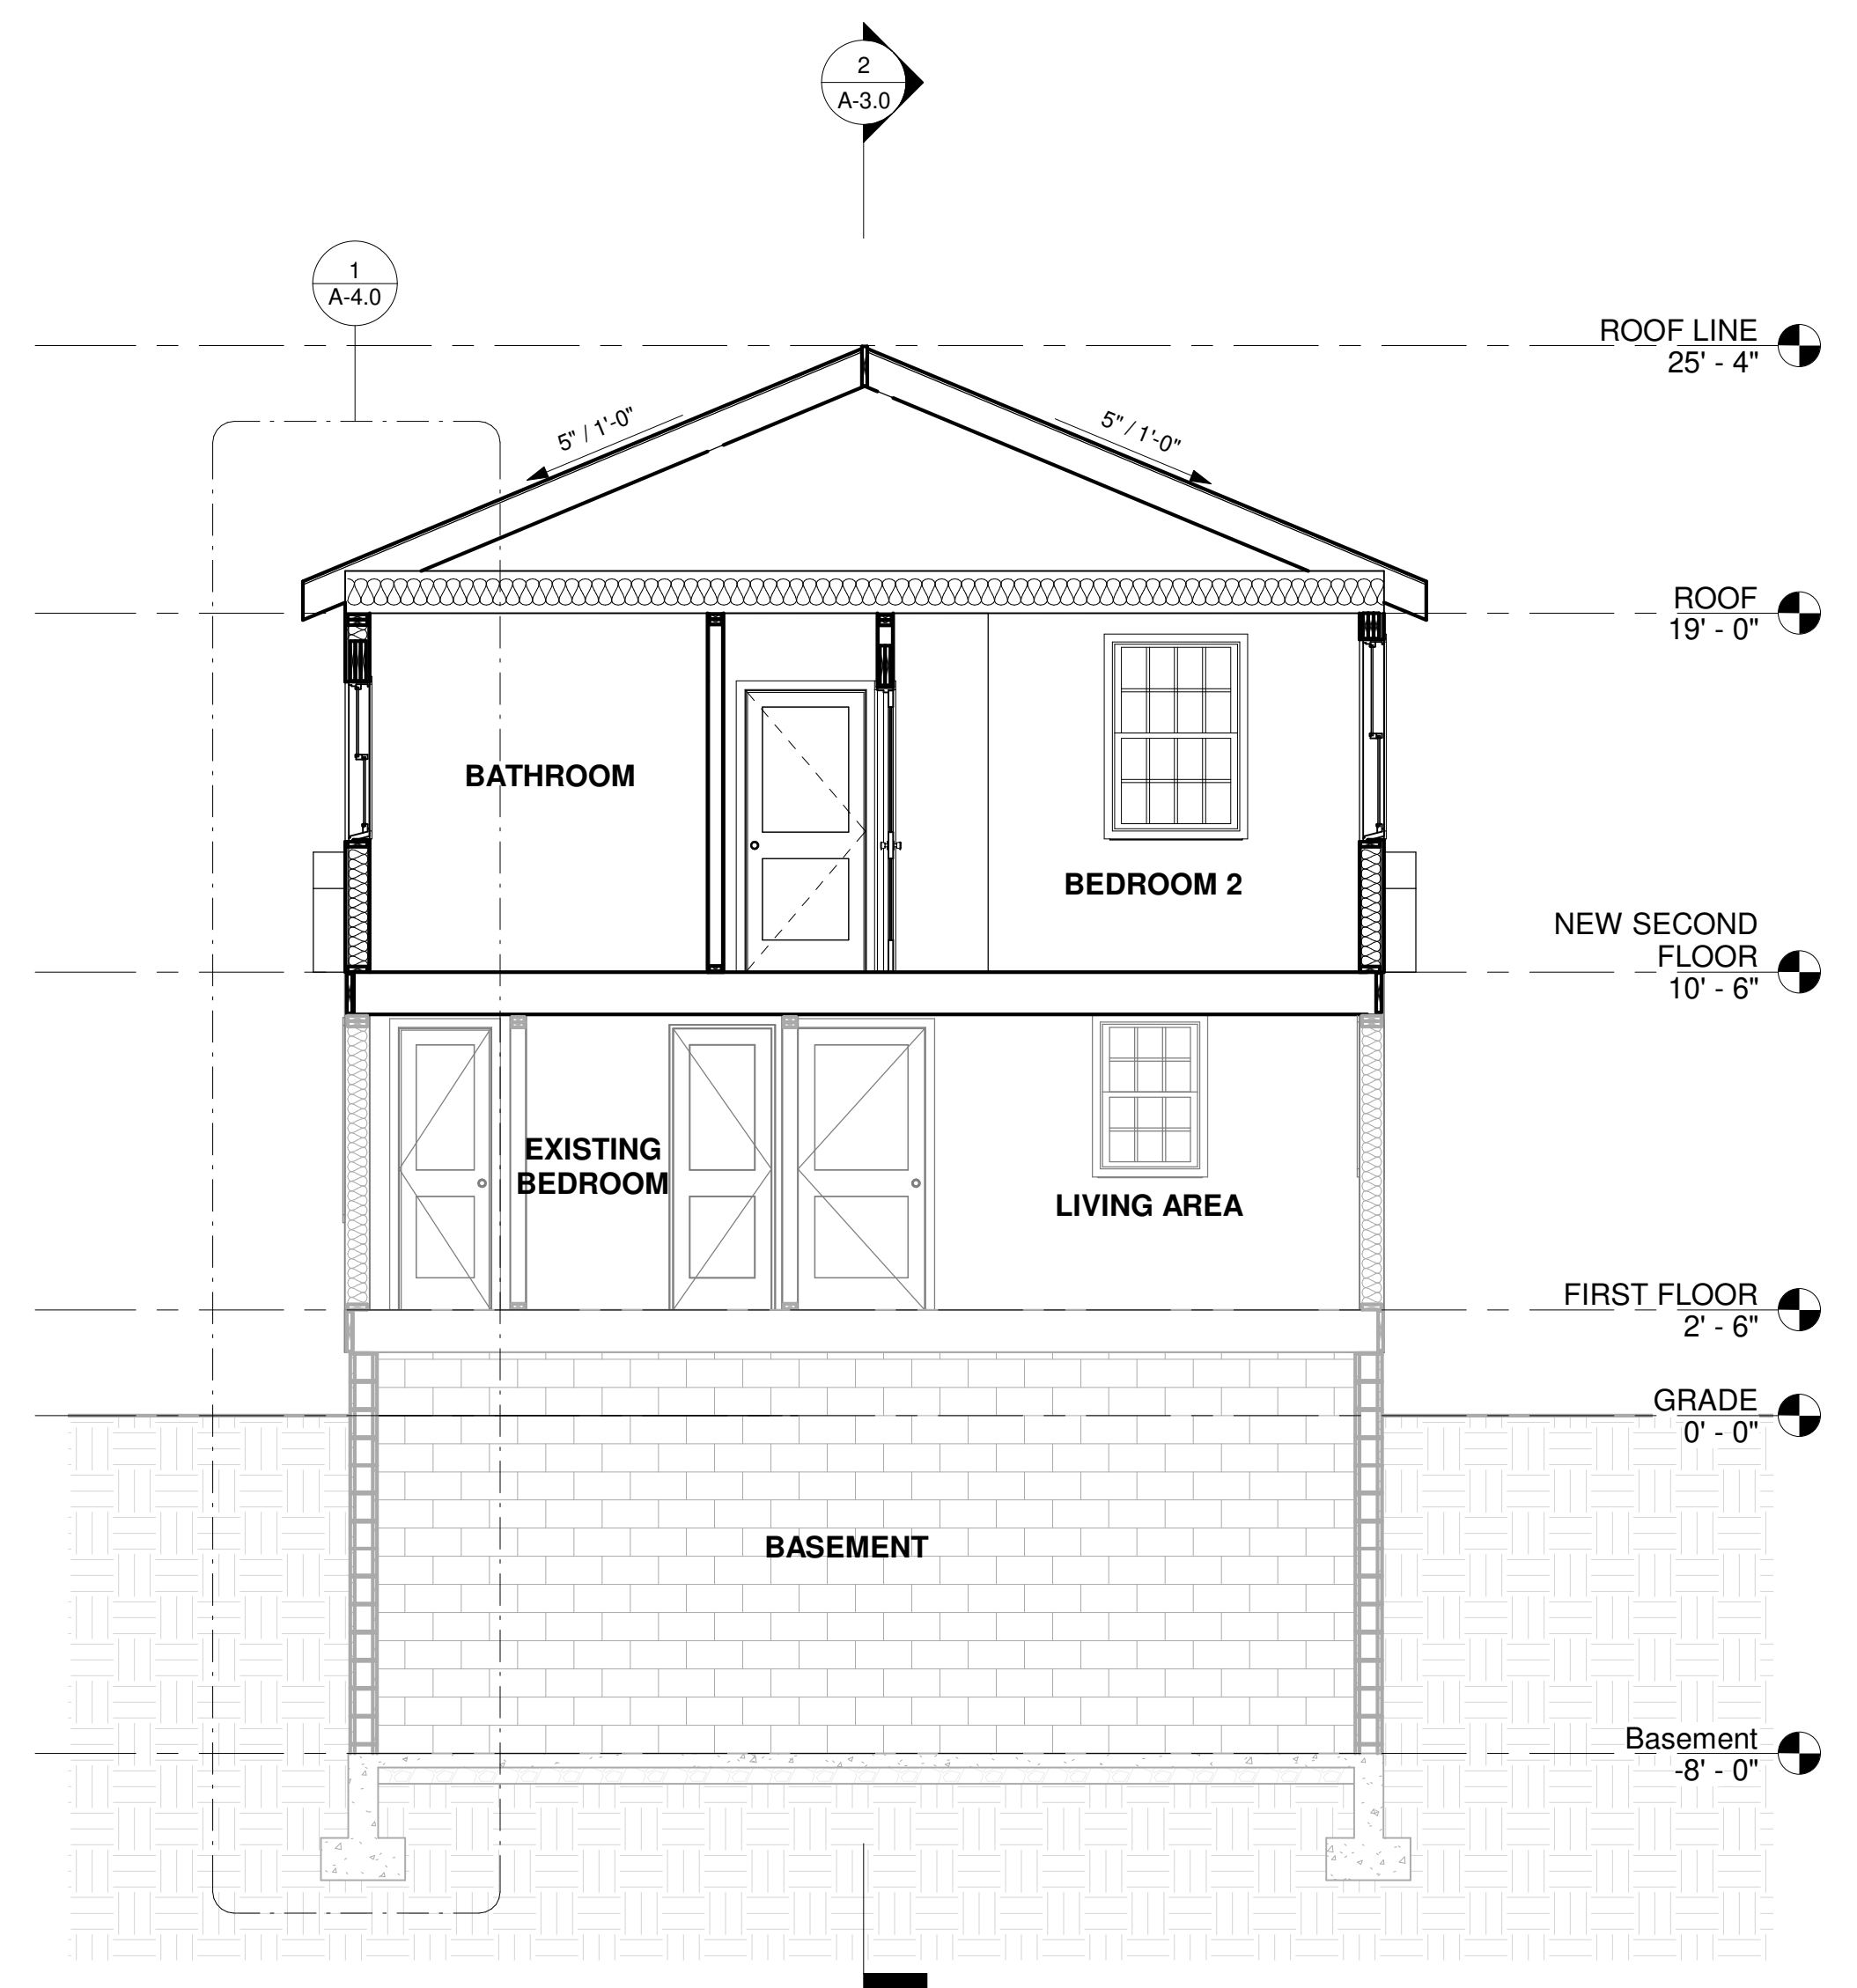 2
A-3.0
1
A-4.0
ROOF LINE
25' - 4"
5" / 1'-0"
5" / 1'-0"
ROOF
19' - 0"
BATHROOM
BEDROOM 2
NEW SECOND
FLOOR
10' - 6"
EXISTING
BEDROOM
LIVING AREA
FIRST FLOOR
2' - 6"
GRADE
0' - 0"
BASEMENT
Basement
-8' - 0"